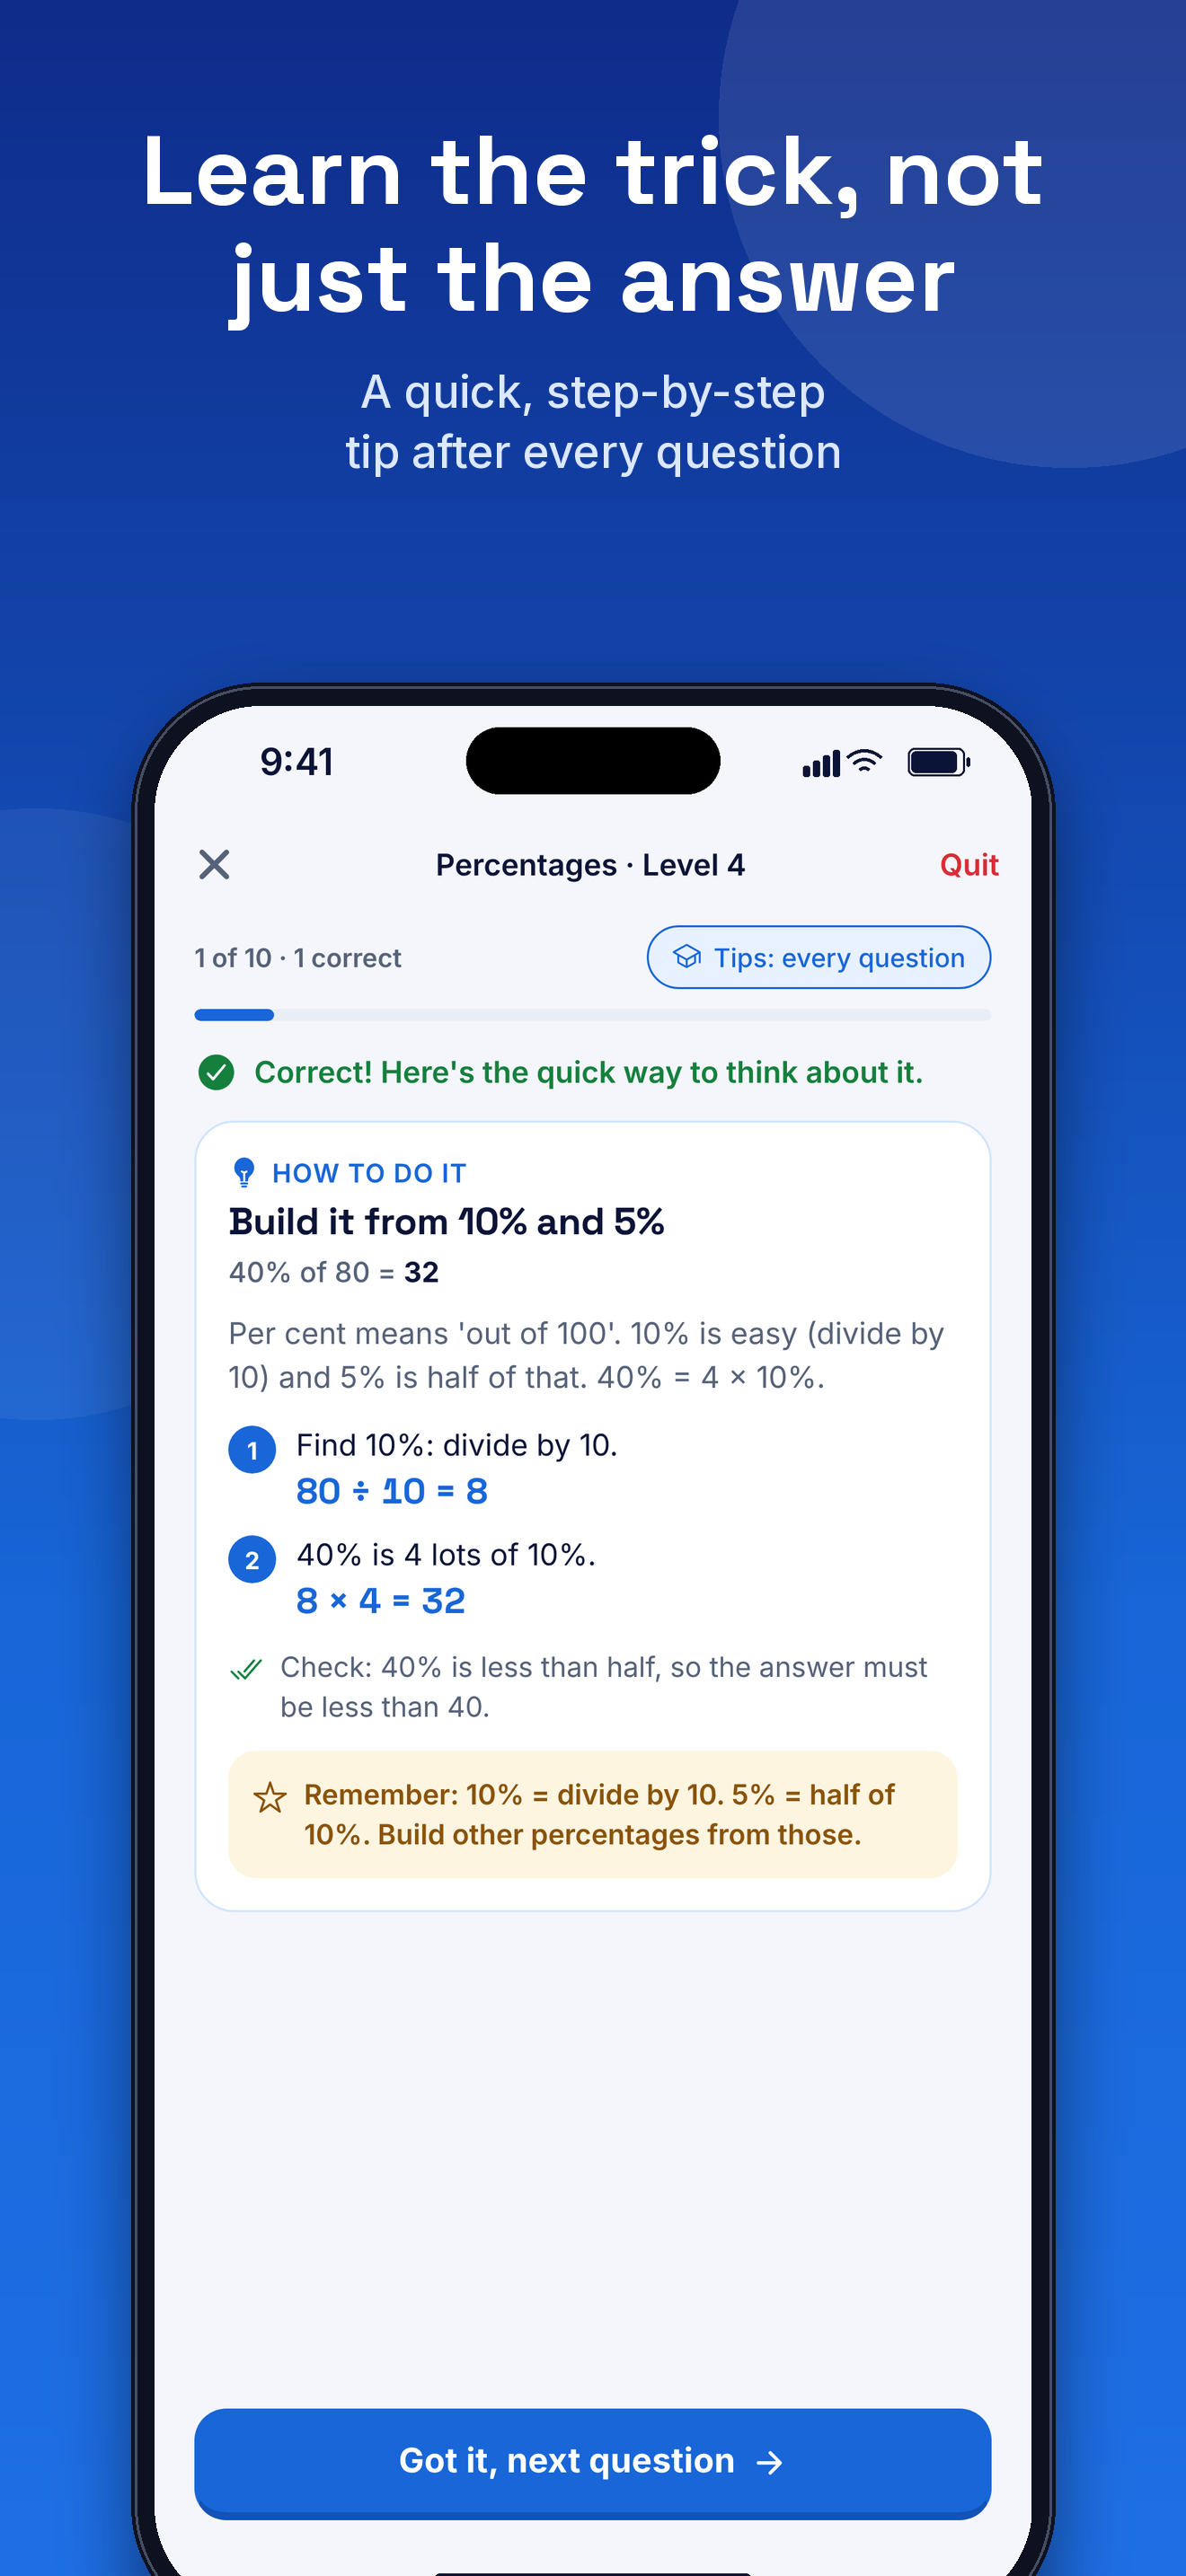 Learn the trick, not
just the answer
A quick, step-by-step
tip after every question
9:41
Percentages · Level 4
Quit
1 of 10 · 1 correct
Tips: every question
Correct! Here's the quick way to think about it.
HOW TO DO IT
Build it from 10% and 5%
40% of 80 = 32
Per cent means 'out of 100'. 10% is easy (divide by
10) and 5% is half of that. 40% = 4 × 10%.
1 Find 10%: divide by 10.
80 ÷ 10 = 8
2 40% is 4 lots of 10%.
8 × 4 = 32
Check: 40% is less than half, so the answer must
be less than 40.
Remember: 10% = divide by 10. 5% = half of
10%. Build other percentages from those.
Got it, next question →